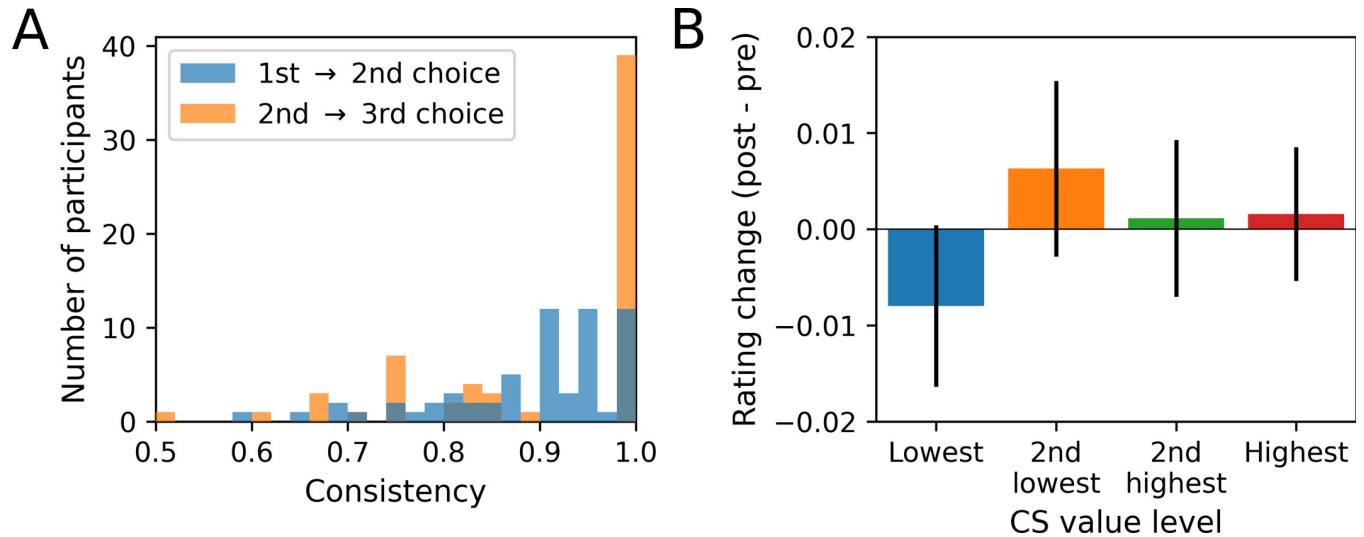 A
Number of participants
40
30
20
10
0
1st → 2nd choice
2nd → 3rd choice
0.5 0.6 0.7 0.8 0.9 1.0
Consistency
B
Rating change (post - pre)
0.02
0.01
0.00
−0.01
−0.02
Lowest 2nd 2nd Highest
lowest highest
CS value level